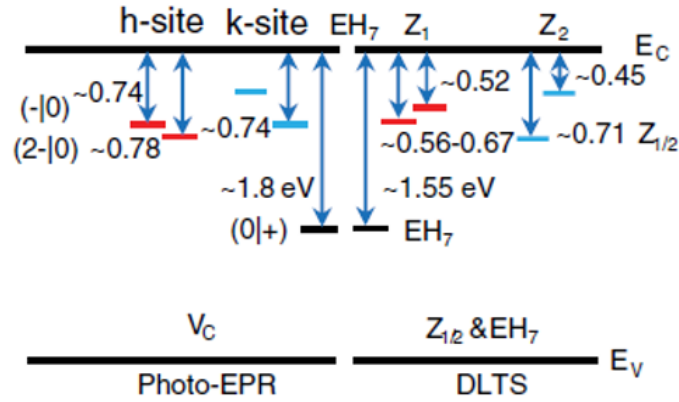 h-site k-site EH7 Z1 Z2
EC
~0.74 ~0.52 ~0.45
(-|0)
(2-|0) ~0.78 ~0.74 ~0.56-0.67 ~0.71 Z1/2
~1.8 eV ~1.55 eV
(0|+) EH7
VC Z1/2 &EH7
EV
Photo-EPR DLTS